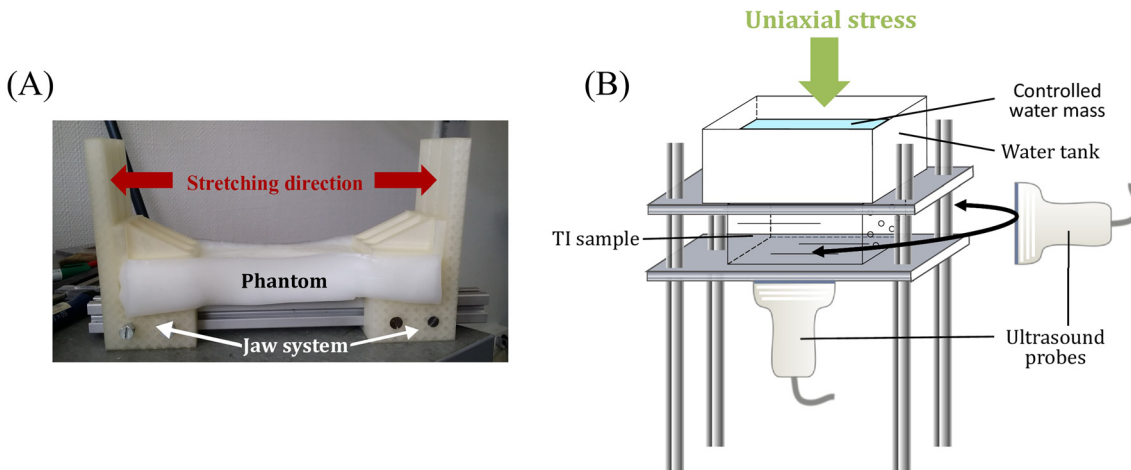 (A)
Stretching direction
Phantom
Jaw system
(B)
Uniaxial stress
Controlled
water mass
Water tank
TI sample
Ultrasound
probes